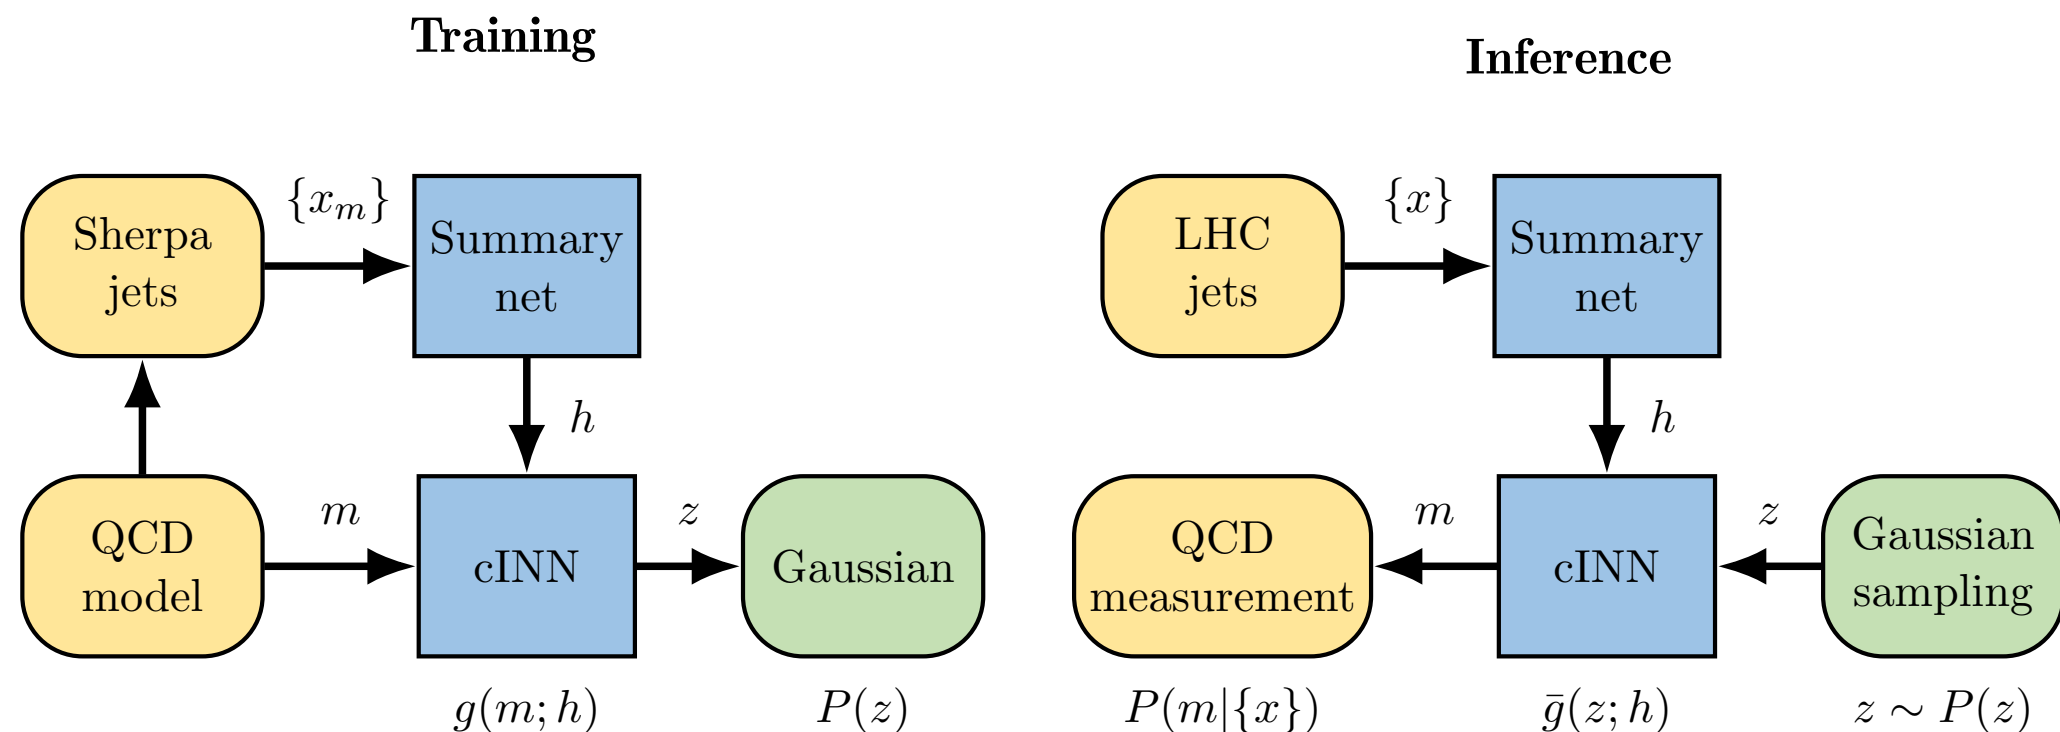 Training
Sherpa
jets
{x_m}
Summary
net
h
QCD
model
m
cINN
z
Gaussian
g(m; h)
P(z)
Inference
LHC
jets
{x}
Summary
net
h
QCD
measurement
m
cINN
z
Gaussian
sampling
P(m|{x})
ḡ(z; h)
z ∼ P(z)